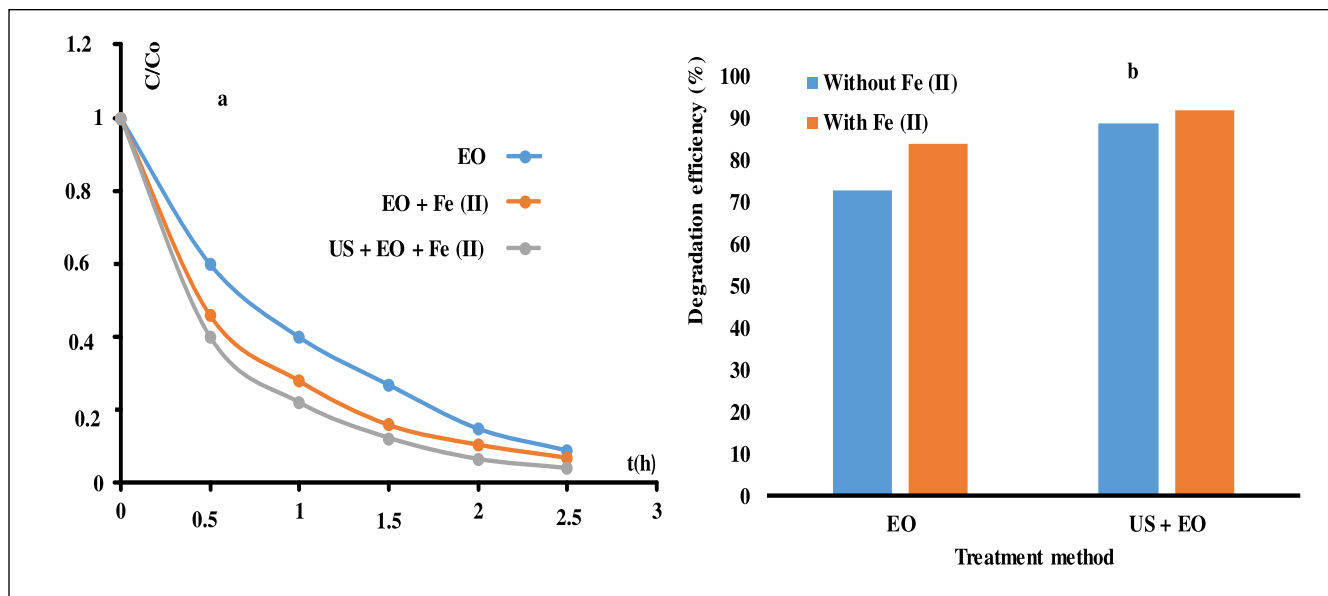 C/Co
a
1.2
1
0.8
0.6
0.4
0.2
0
EO
EO + Fe (II)
US + EO + Fe (II)
t(h)
0
0.5
1
1.5
2
2.5
3
b
Without Fe (II)
With Fe (II)
Degradation efficiency (%)
100
90
80
70
60
50
40
30
20
10
0
EO
US + EO
Treatment method